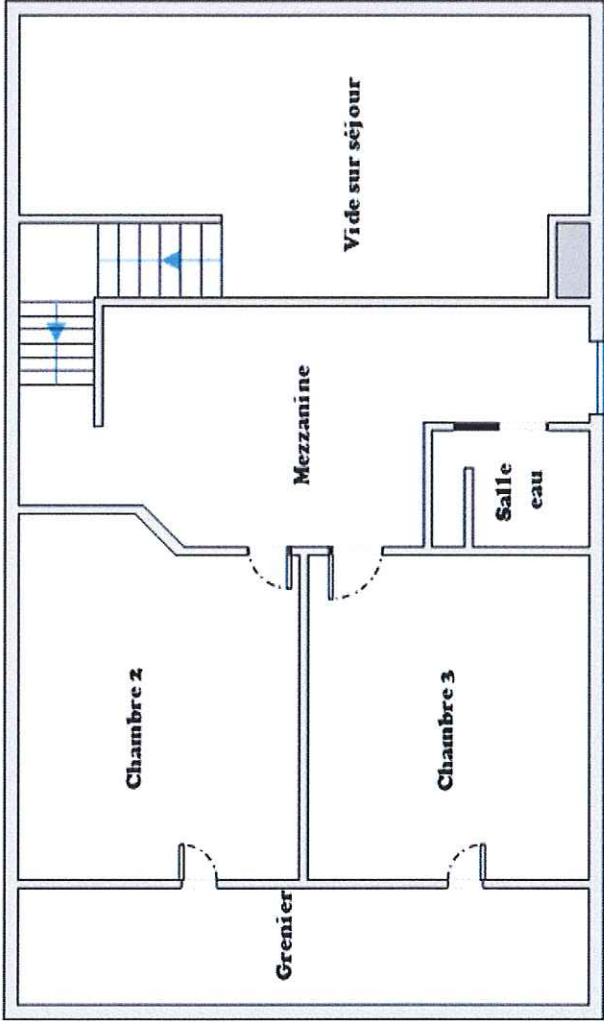 Vide sur séjour
Mezzanine
Salle
eau
Chambre 2
Chambre 3
Grenier